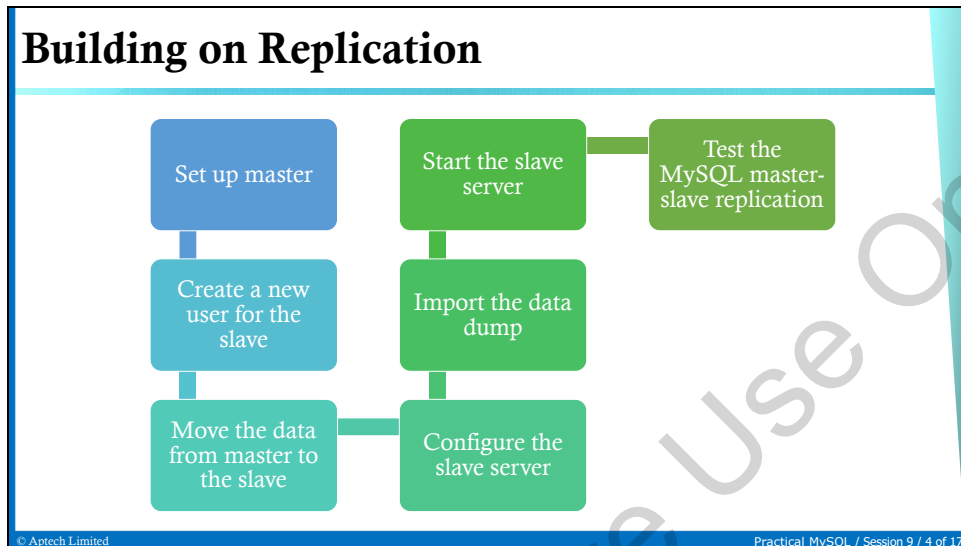 Building on Replication
Set up master
Create a new
user for the
slave
Move the data
from master to
the slave
Configure the
slave server
Import the data
dump
Start the slave
server
Test the
MySQL master-
slave replication
Use On
e
© Aptech Limited
Practical MySQL / Session 9 / 4 of 17